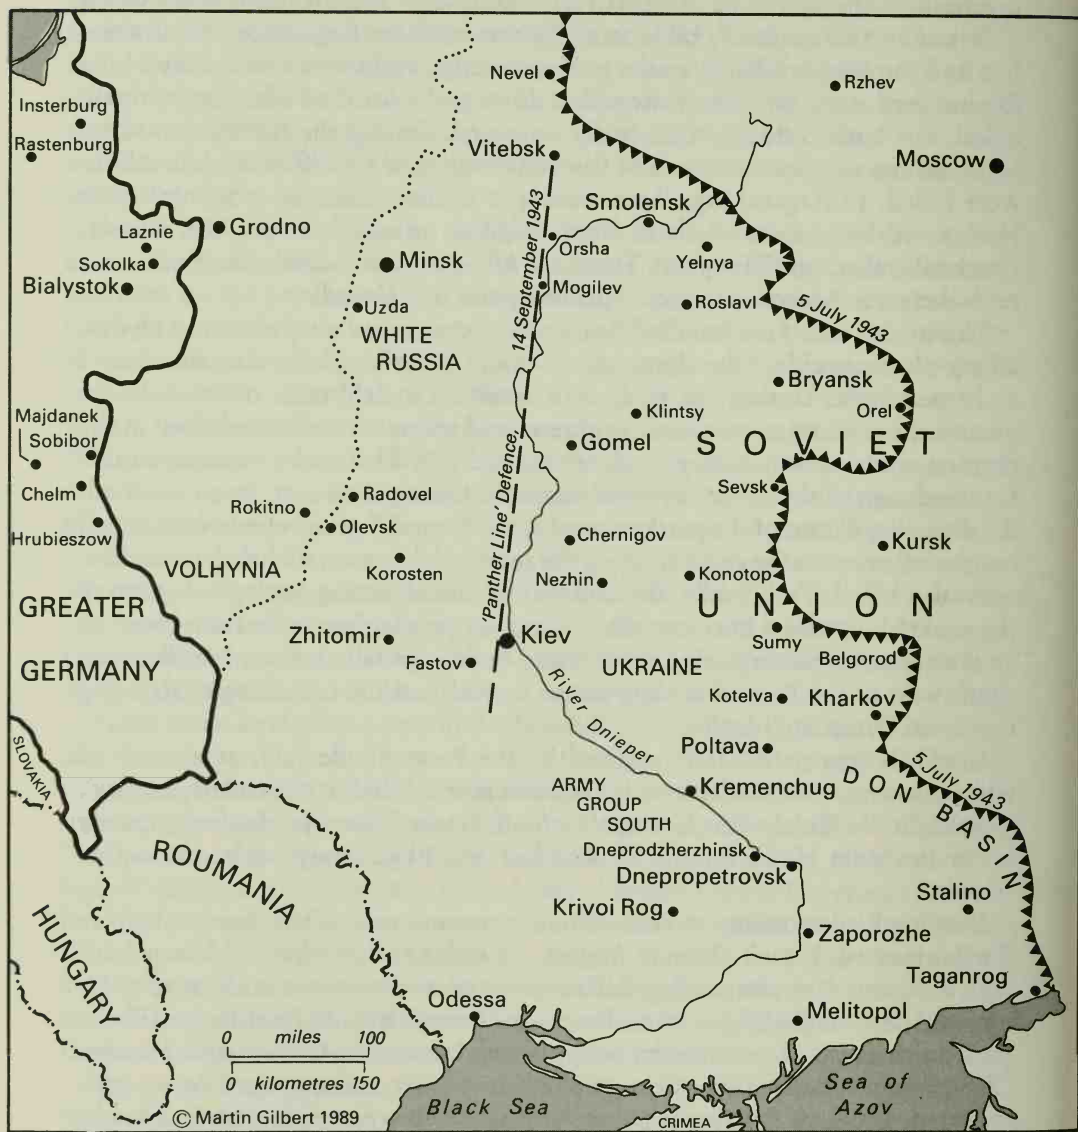 Nevel
Rzhev
Insterburg
Rastenburg
Vitebsk
Moscow
Smolensk
Laznie
Grodno
Orsha
Yelnya
Sokolka
Minsk
Bialystok
Mogilev
Uzda
Roslavl
5 July 1943
WHITE
RUSSIA
'Panther Line' Defence, 14 September 1943
Bryansk
Klintsy
Orel
Majdanek
Sobibor
Gomel
SOVIET
Chelm
Radovel
Sevsk
Rokitno
Olevsk
Hrubieszow
Chernigov
Kursk
Korosten
VOLHYNIA
Nezhin
Konotop
GREATER
GERMANY
UNION
Zhitomir
Kiev
Sumy
Fastov
UKRAINE
Belgorod
River Dnieper
Kotelva
Kharkov
SLOVAKIA
Poltava
5 July 1943
DON BASIN
ARMY
GROUP
SOUTH
Kremenchug
ROUMANIA
Dneprodzherzhinsk
Dnepropetrovsk
Stalino
Krivoi Rog
HUNGARY
Zaporozhe
Taganrog
Odessa
Melitopol
0 miles 100
0 kilometres 150
Black Sea
Sea of
Azov
CRIMEA
© Martin Gilbert 1989